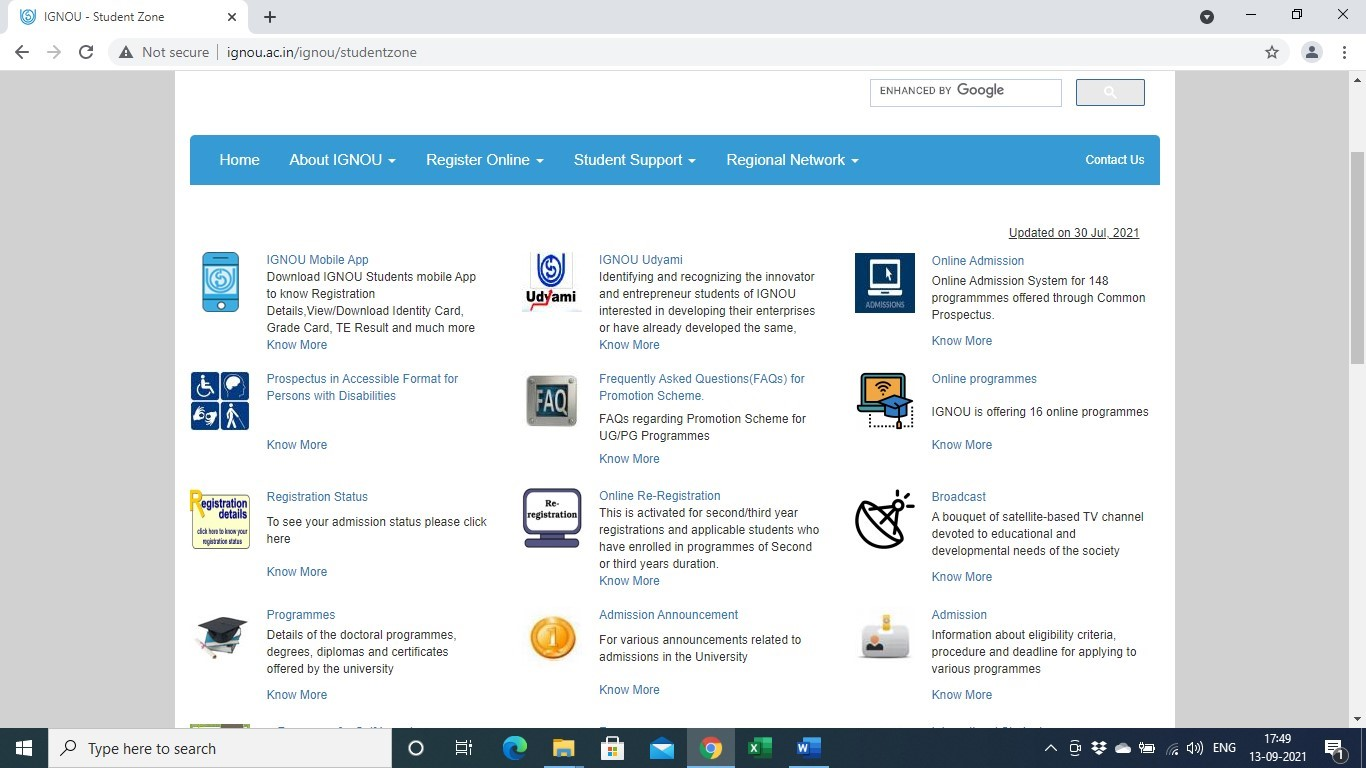 IGNOU - Student Zone
Not secure
ignou.ac.in/ignou/studentzone
ENHANCED BY Google
Home
About IGNOU
Register Online
Student Support
Regional Network
Contact Us
Updated on 30 Jul, 2021
IGNOU Mobile App
Download IGNOU Students mobile App
to know Registration
Details,View/Download Identity Card,
Grade Card, TE Result and much more
Know More
Udyami
IGNOU Udyami
Identifying and recognizing the innovator
and entrepreneur students of IGNOU
interested in developing their enterprises
or have already developed the same,
Know More
ADMISSIONS
Online Admission
Online Admission System for 148
programmmes offered through Common
Prospectus.
Know More
Prospectus in Accessible Format for
Persons with Disabilities
Know More
FAQ
Frequently Asked Questions(FAQs) for
Promotion Scheme.
FAQs regarding Promotion Scheme for
UG/PG Programmes
Know More
Online programmes
IGNOU is offering 16 online programmes
Know More
Registration
details
click here to know your
registration status
Registration Status
To see your admission status please click
here
Know More
Re-
registration
Online Re-Registration
This is activated for second/third year
registrations and applicable students who
have enrolled in programmes of Second
or third years duration.
Know More
Broadcast
A bouquet of satellite-based TV channel
devoted to educational and
developmental needs of the society
Know More
Programmes
Details of the doctoral programmes,
degrees, diplomas and certificates
offered by the university
Know More
1
Admission Announcement
For various announcements related to
admissions in the University
Know More
Admission
Information about eligibility criteria,
procedure and deadline for applying to
various programmes
Know More
Type here to search
ENG
17:49
13-09-2021
1